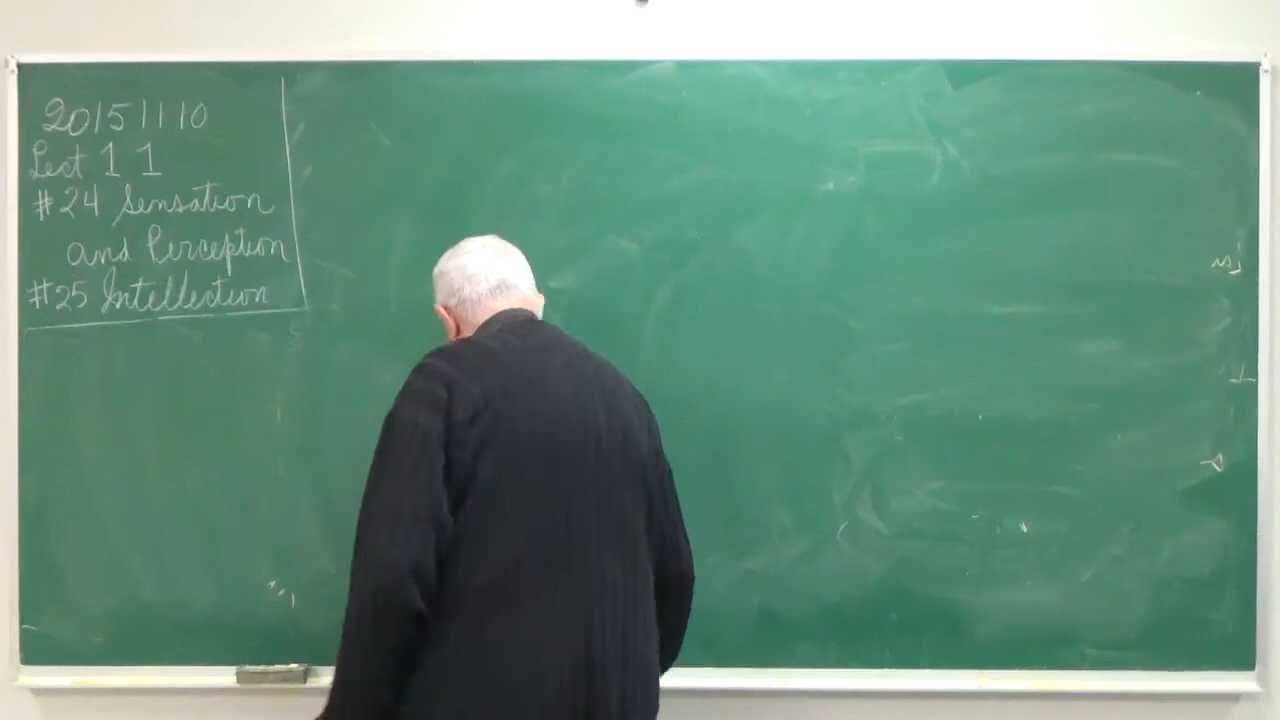 20151110
Lect 11
#24 Sensation
and Perception
#25 Intellection